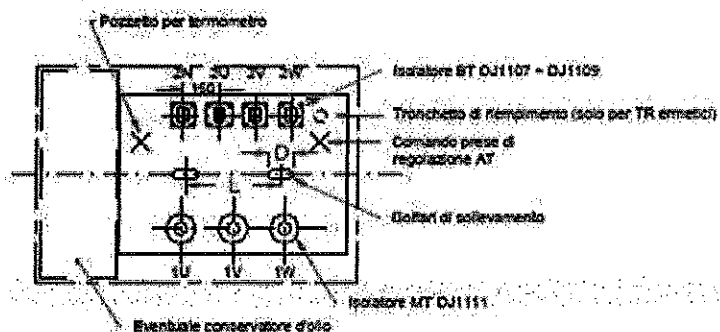 Pozzetto per termometro
2N 2U 2V 2W
150
Isolatore BT DJ1107 ÷ DJ1109
Tronchetto di riempimento (solo per TR ermetici)
Comando prese di
regolazione AT
D
L
Golfari di sollevamento
1U 1V 1W
Isolatore MT DJ1111
Eventuale conservatore d'olio